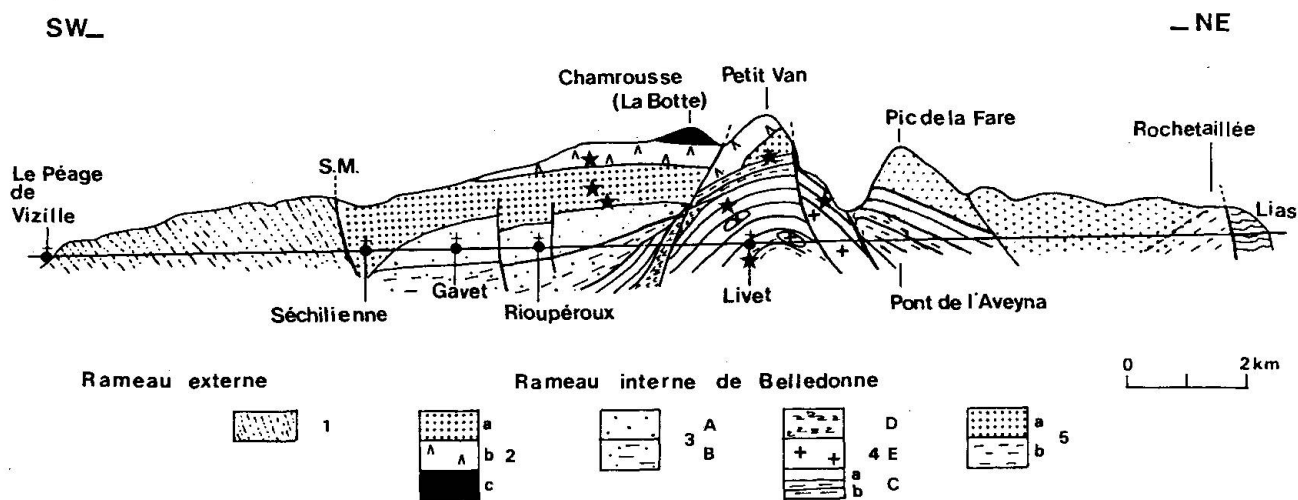 SW_
_ NE
Chamrousse
(La Botte)
Petit Van
Pic de la Fare
Rochetaillée
Le Péage
de
Vizille
S.M.
Lias
Séchilienne
Gavet
Rioupéroux
Livet
Pont de l'Aveyna
0 2 km
Rameau externe
Rameau interne de Belledonne
1
a
b 2
c
3 A
B
D
4 E
a
b C
a
b 5